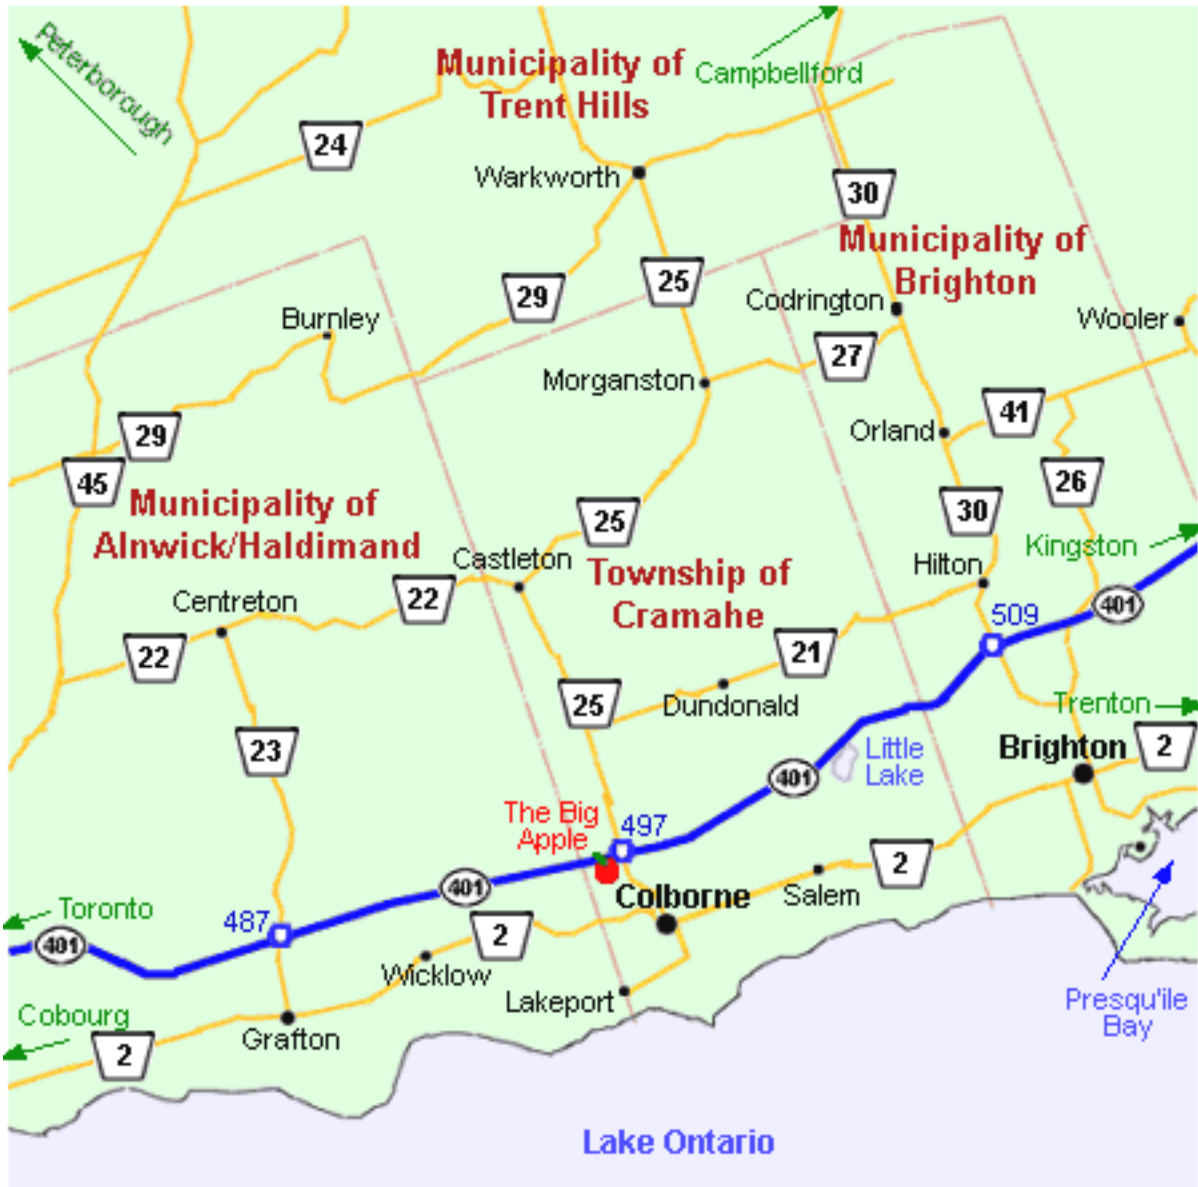 Peterborough
Municipality of
Trent Hills
Campbellford
24
Warkworth
30
Municipality of
Brighton
29
25
Codrington
Burnley
Wooler
27
Morganston
41
29
Orland
45
26
Municipality of
Alnwick/Haldimand
25
30
Kingston
Castleton
Hilton
Township of
Cramahe
22
Centreton
401
509
22
21
25
Dundonald
Trenton
23
Brighton
2
Little
Lake
401
The Big
Apple
497
2
401
Colborne
Salem
Toronto
487
401
2
Wicklow
Lakeport
Presqu'ile
Bay
Cobourg
Grafton
2
Lake Ontario